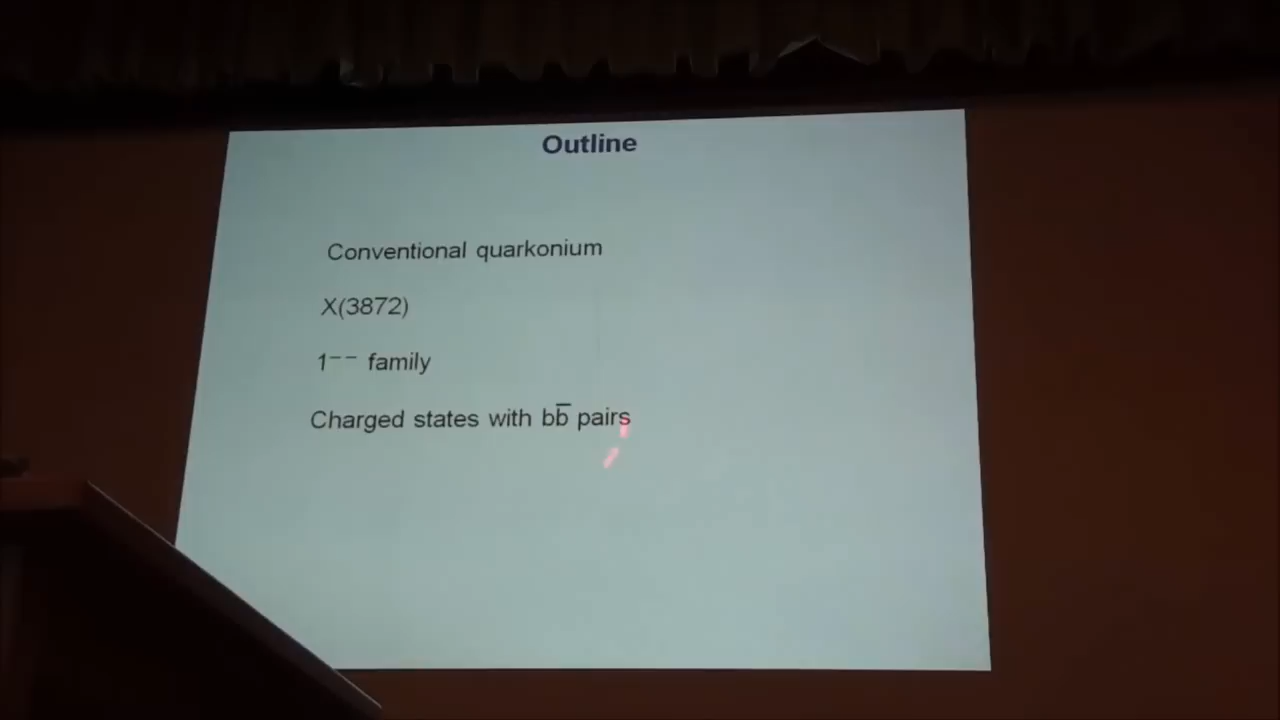 Outline
Conventional quarkonium
X(3872)
1⁻⁻ family
Charged states with bb̅ pairs